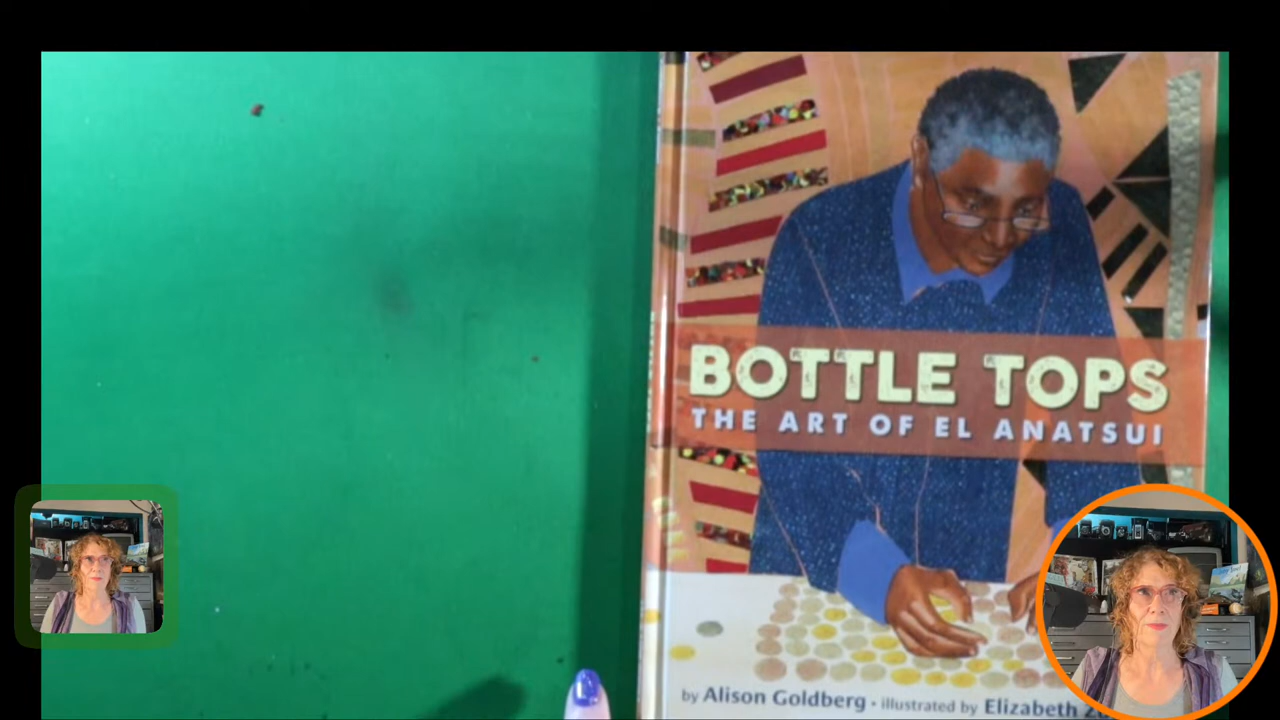 BOTTLE TOPS
THE ART OF EL ANATSUI
by Alison Goldberg • illustrated by Elizabeth